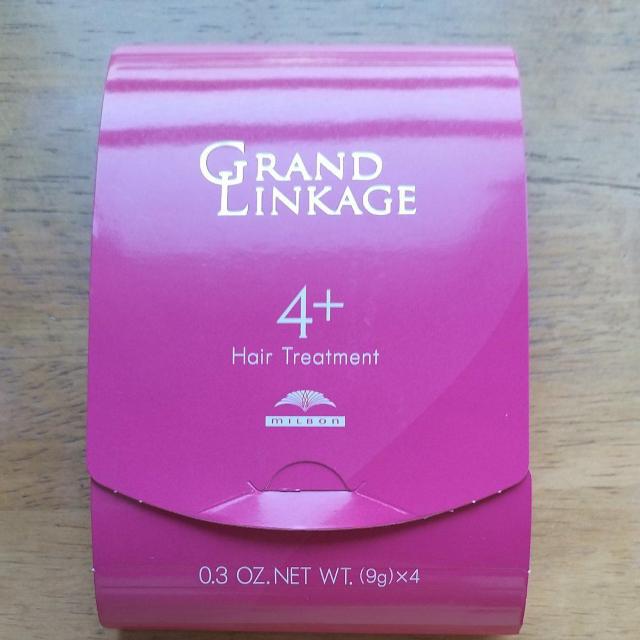 GRAND
LINKAGE
4+
Hair Treatment
MILBON
0.3 OZ.NET WT. (9g)×4